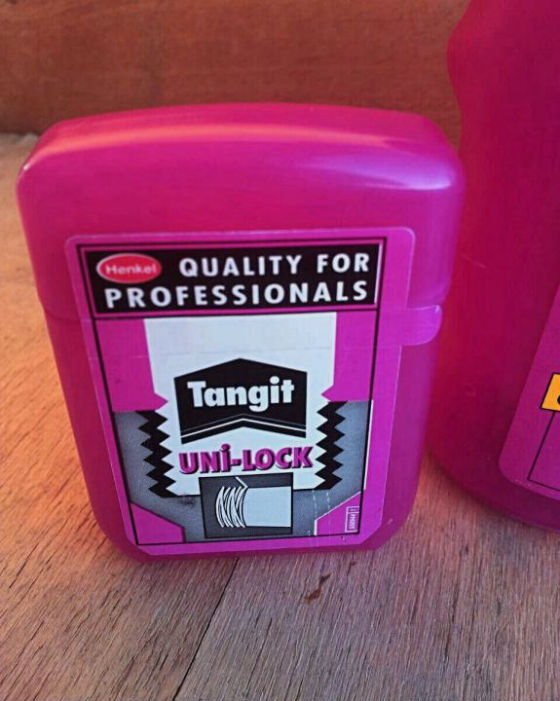 Henkel
QUALITY FOR
PROFESSIONALS
Tangit
UNi-LOCK